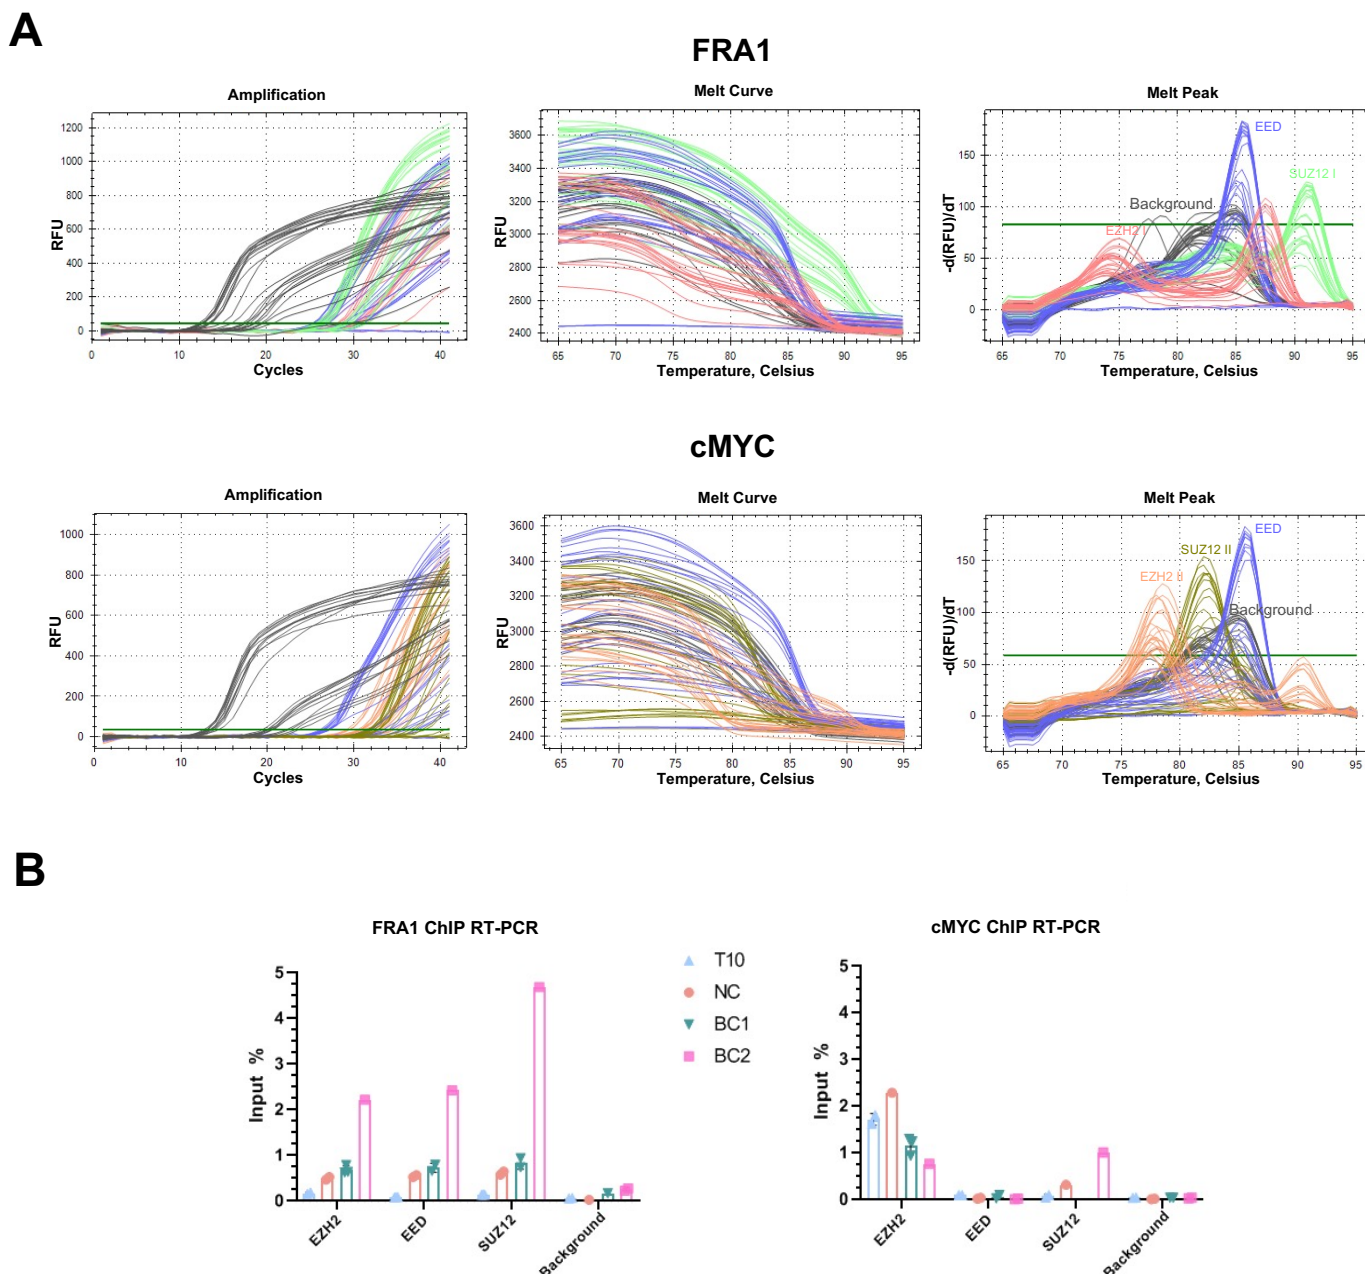 A
FRA1
Amplification
Melt Curve
Melt Peak
RFU
1200
1000
800
600
400
200
0
0
10
20
30
40
Cycles
RFU
3600
3400
3200
3000
2800
2600
2400
65
70
75
80
85
90
95
Temperature, Celsius
-d(RFU)/dT
150
100
50
0
EED
SUZ12 I
Background
EZH2 I
65
70
75
80
85
90
95
Temperature, Celsius
cMYC
Amplification
Melt Curve
Melt Peak
RFU
1000
800
600
400
200
0
0
10
20
30
40
Cycles
RFU
3600
3400
3200
3000
2800
2600
2400
65
70
75
80
85
90
95
Temperature, Celsius
-d(RFU)/dT
150
100
50
0
EED
SUZ12 II
EZH2 II
Background
65
70
75
80
85
90
95
Temperature, Celsius
B
FRA1 ChIP RT-PCR
cMYC ChIP RT-PCR
Input %
5
4
3
2
1
0
EZH2
EED
SUZ12
Background
T10
NC
BC1
BC2
Input %
5
4
3
2
1
0
EZH2
EED
SUZ12
Background